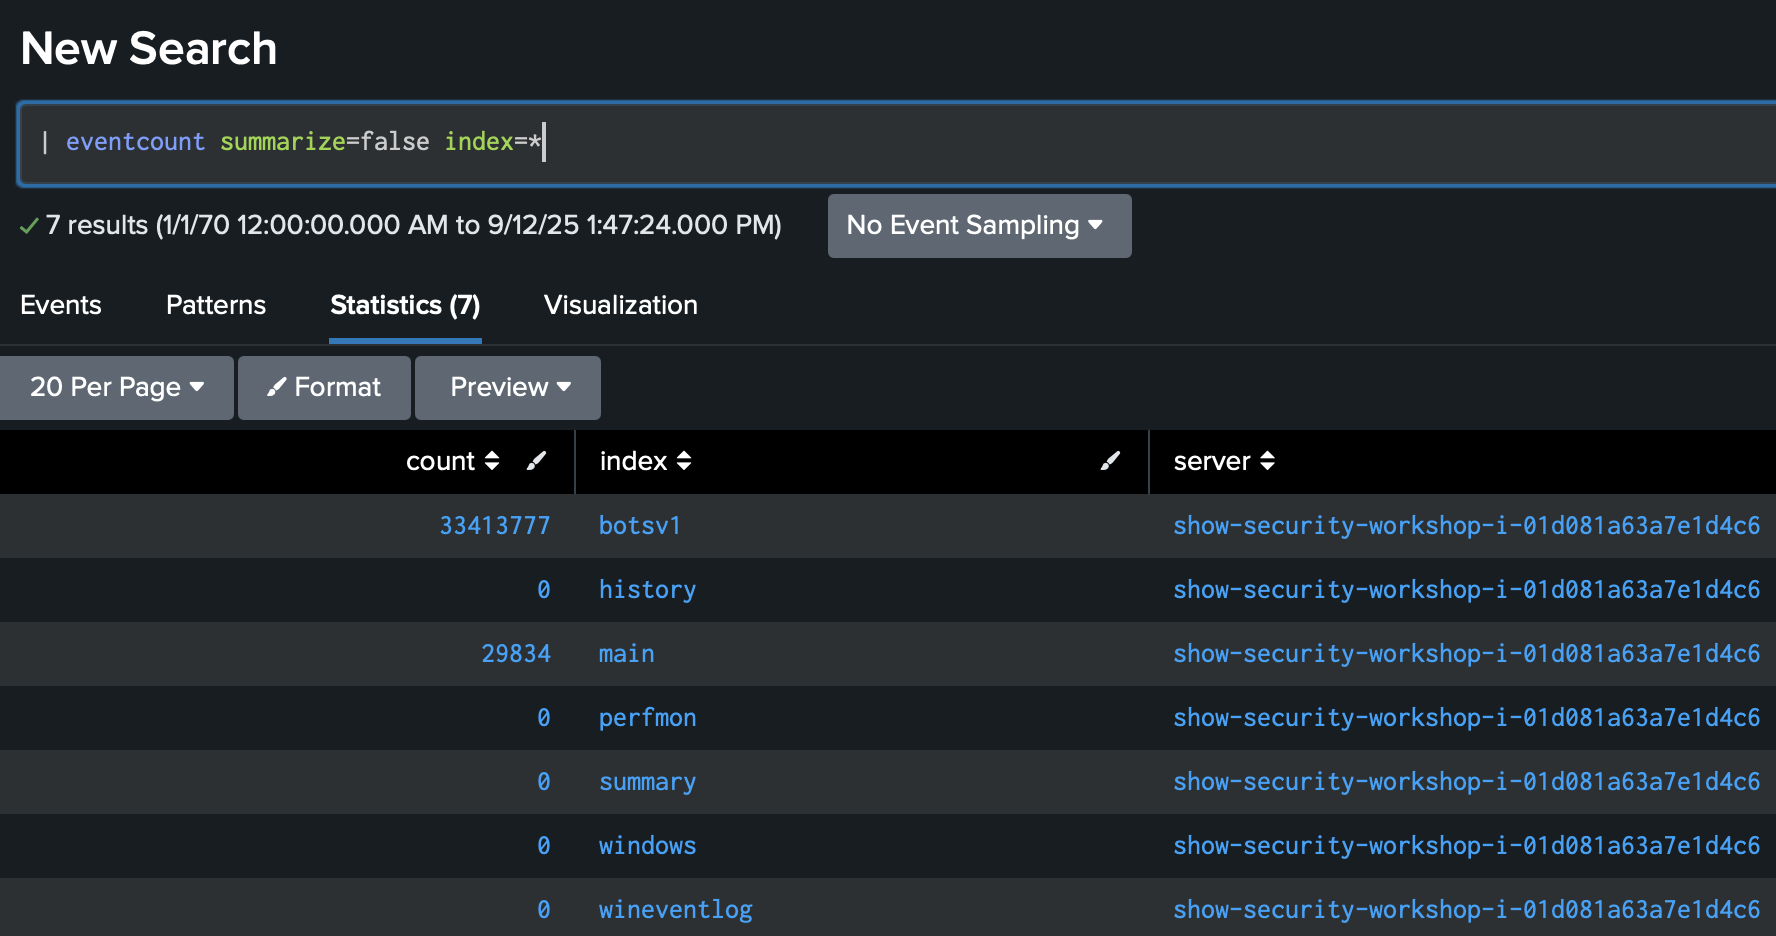 New Search
| eventcount summarize=false index=*
7 results (1/1/70 12:00:00.000 AM to 9/12/25 1:47:24.000 PM) No Event Sampling
Events Patterns Statistics (7) Visualization
20 Per Page Format Preview
count index server
33413777 botsv1 show-security-workshop-i-01d081a63a7e1d4c6
0 history show-security-workshop-i-01d081a63a7e1d4c6
29834 main show-security-workshop-i-01d081a63a7e1d4c6
0 perfmon show-security-workshop-i-01d081a63a7e1d4c6
0 summary show-security-workshop-i-01d081a63a7e1d4c6
0 windows show-security-workshop-i-01d081a63a7e1d4c6
0 wineventlog show-security-workshop-i-01d081a63a7e1d4c6